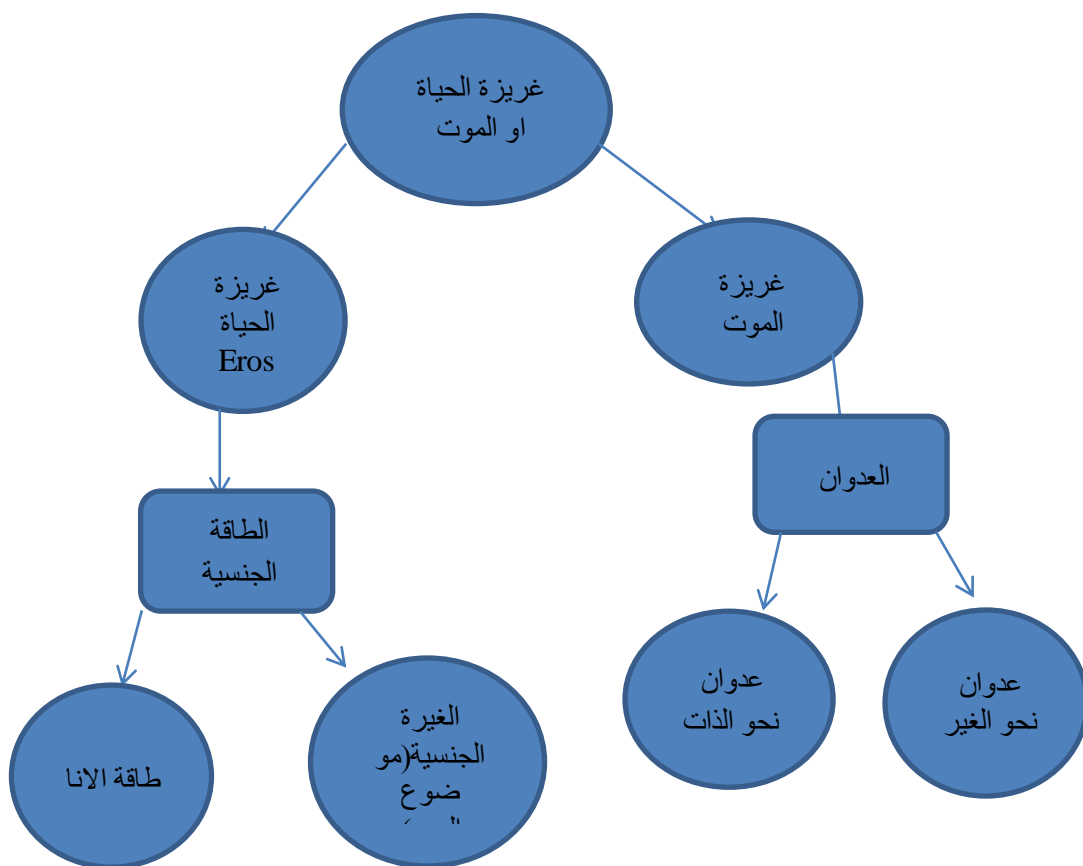 غريزة الحياة
او الموت
غريزة
الحياة
Eros
غريزة
الموت
العدوان
الطاقة
الجنسية
عدوان
نحو الذات
عدوان
نحو الغير
الغيرة
الجنسية(مو
ضوع
طاقة الانا